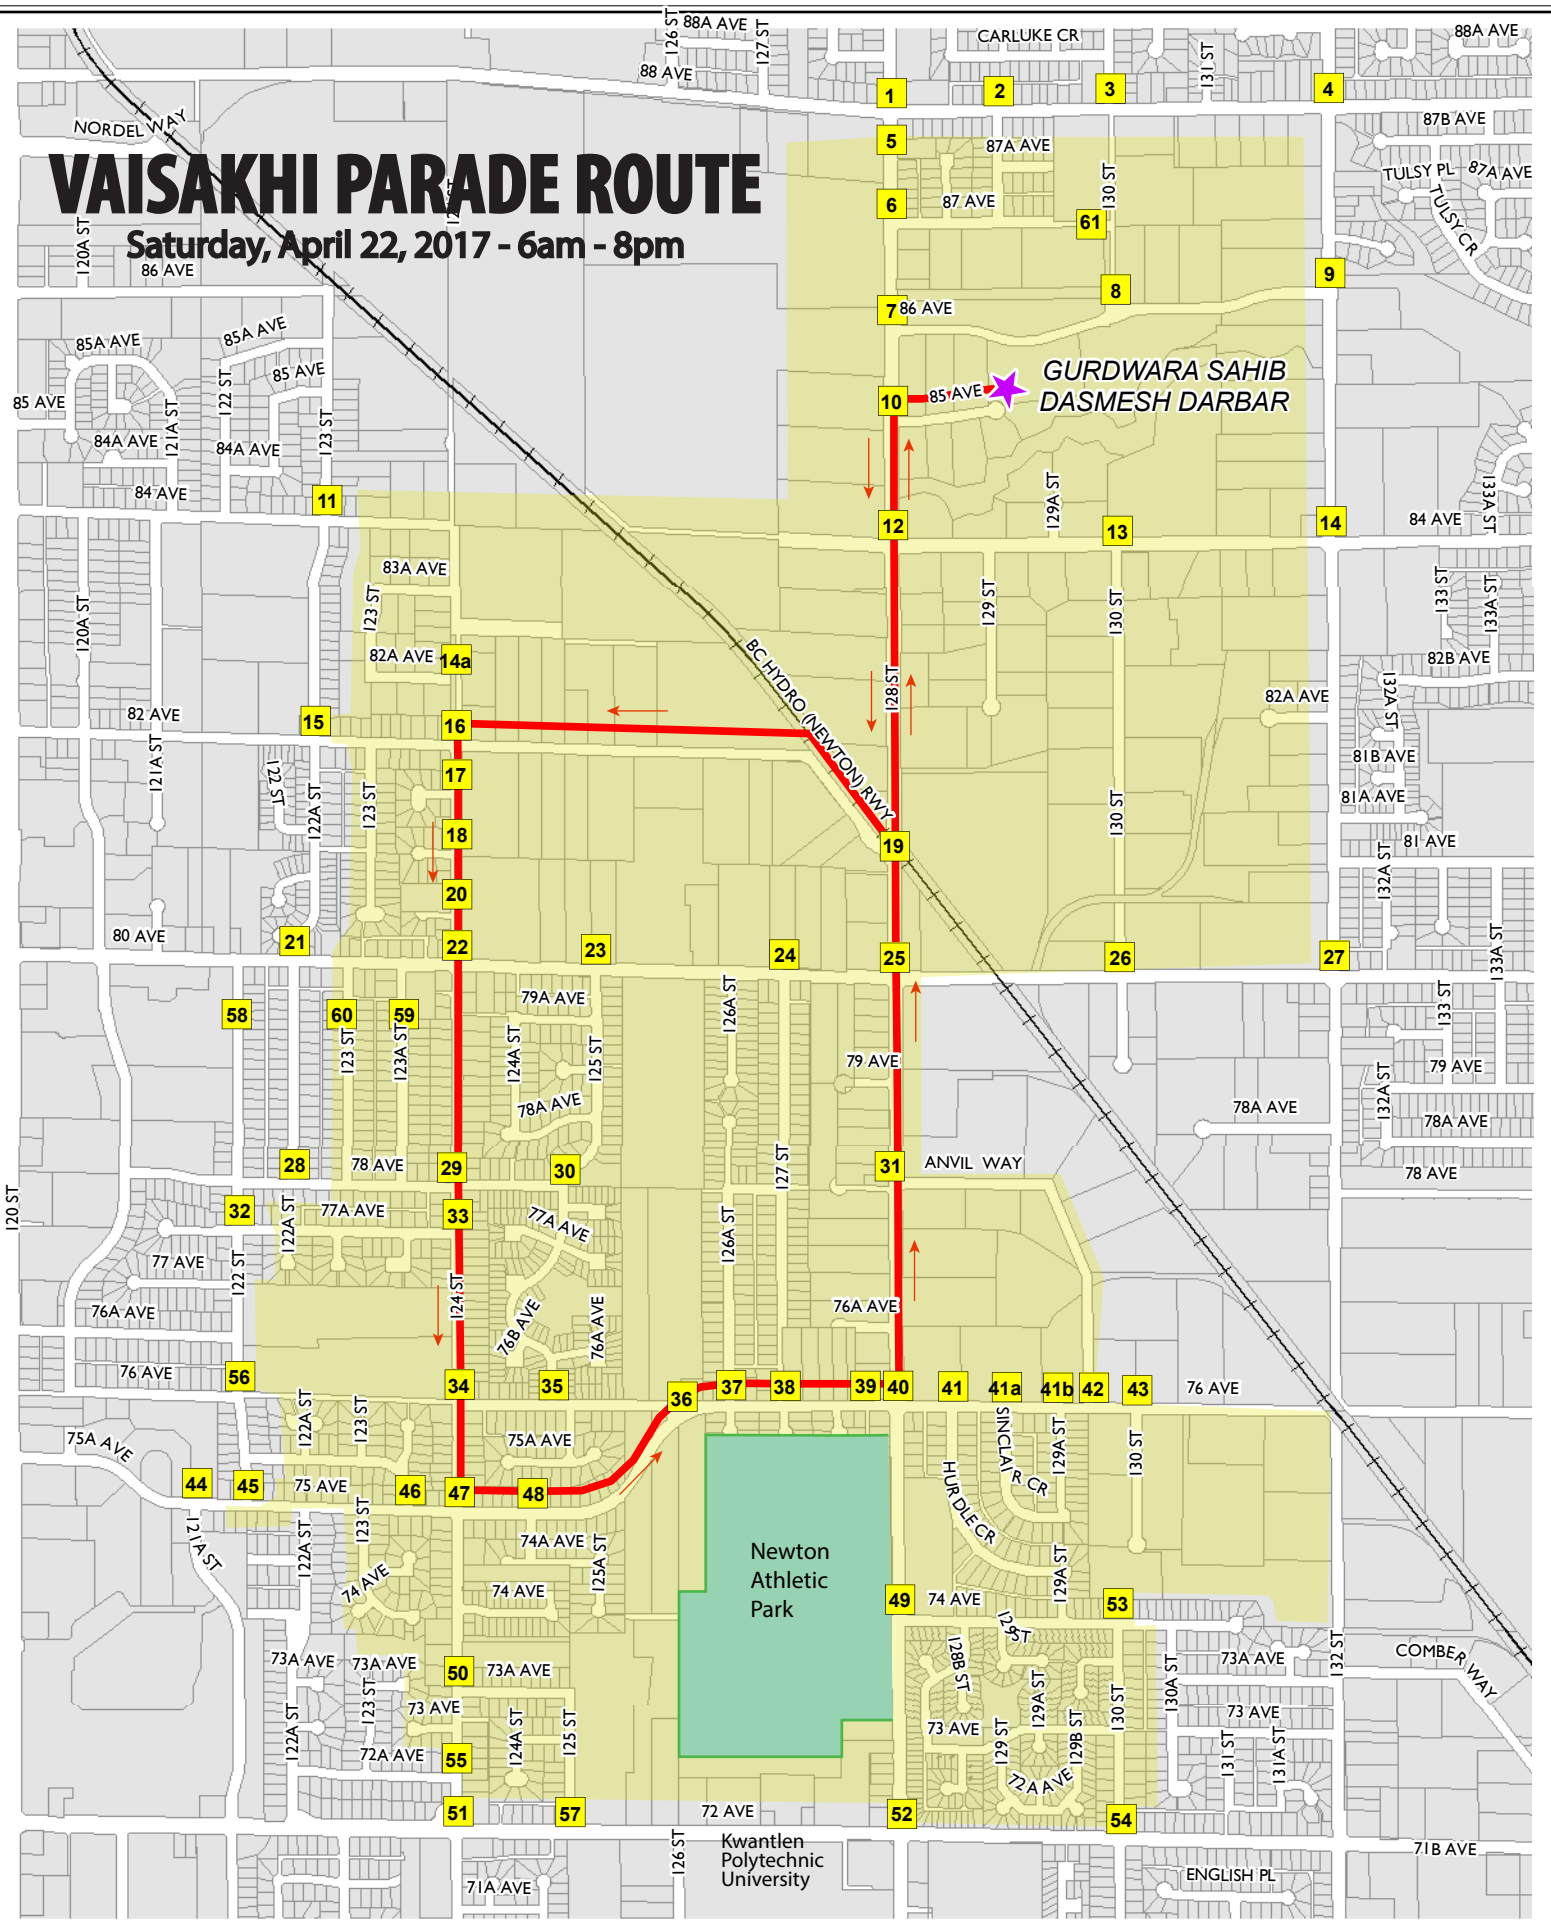 88A AVE
126 ST
127 ST
CARLUKE CR
88A AVE
88 AVE
131 ST
1
2
3
4
NORDEL WAY
5
87A AVE
87B AVE
VAISAKHI PARADE ROUTE
130 ST
TULSY PL
87A AVE
6
87 AVE
61
TULSY CR
Saturday, April 22, 2017 - 6am - 8pm
120A ST
86 AVE
8
9
7
86 AVE
85A AVE
85A AVE
85 AVE
GURDWARA SAHIB
DASMESH DARBAR
85 AVE
122 ST
10
85 AVE
121A ST
123 ST
84A AVE
84A AVE
84 AVE
11
12
129A ST
13
14
84 AVE
133A ST
83A AVE
123 ST
120A ST
129 ST
130 ST
133 ST
133A ST
82A AVE
14a
BC HYDRO (NEWTON) RWY
128 ST
82B AVE
82A AVE
132A ST
82 AVE
15
16
121A ST
122 ST
122A ST
123 ST
17
81B AVE
130 ST
81A AVE
18
19
81 AVE
132A ST
20
80 AVE
21
22
23
24
25
26
27
133A ST
58
60
59
79A AVE
126A ST
133 ST
123 ST
123A ST
124A ST
125 ST
79 AVE
79 AVE
132A ST
78A AVE
78A AVE
78A AVE
28
78 AVE
29
30
127 ST
31
ANVIL WAY
78 AVE
120 ST
32
122A ST
77A AVE
33
77A AVE
126A ST
77 AVE
122 ST
76A AVE
124 ST
76B AVE
76A AVE
76A AVE
76 AVE
56
34
35
36
37
38
39
40
41
41a
41b
42
43
76 AVE
75A AVE
122A ST
123 ST
75A AVE
SINCLAIR CR
129A ST
130 ST
44
45
75 AVE
46
47
48
HURDLE CR
121A ST
122A ST
123 ST
74A AVE
125A ST
Newton
Athletic
Park
74 AVE
74 AVE
49
74 AVE
129A ST
53
129 ST
132 ST
73A AVE
73A AVE
50
73A AVE
128B ST
73A AVE
COMBER WAY
130A ST
122A ST
123 ST
73 AVE
129A ST
130 ST
124A ST
125 ST
73 AVE
129 ST
129B ST
73 AVE
72A AVE
55
131 ST
131A ST
72A AVE
51
57
72 AVE
52
54
126 ST
Kwantlen
Polytechnic
University
71B AVE
71A AVE
ENGLISH PL